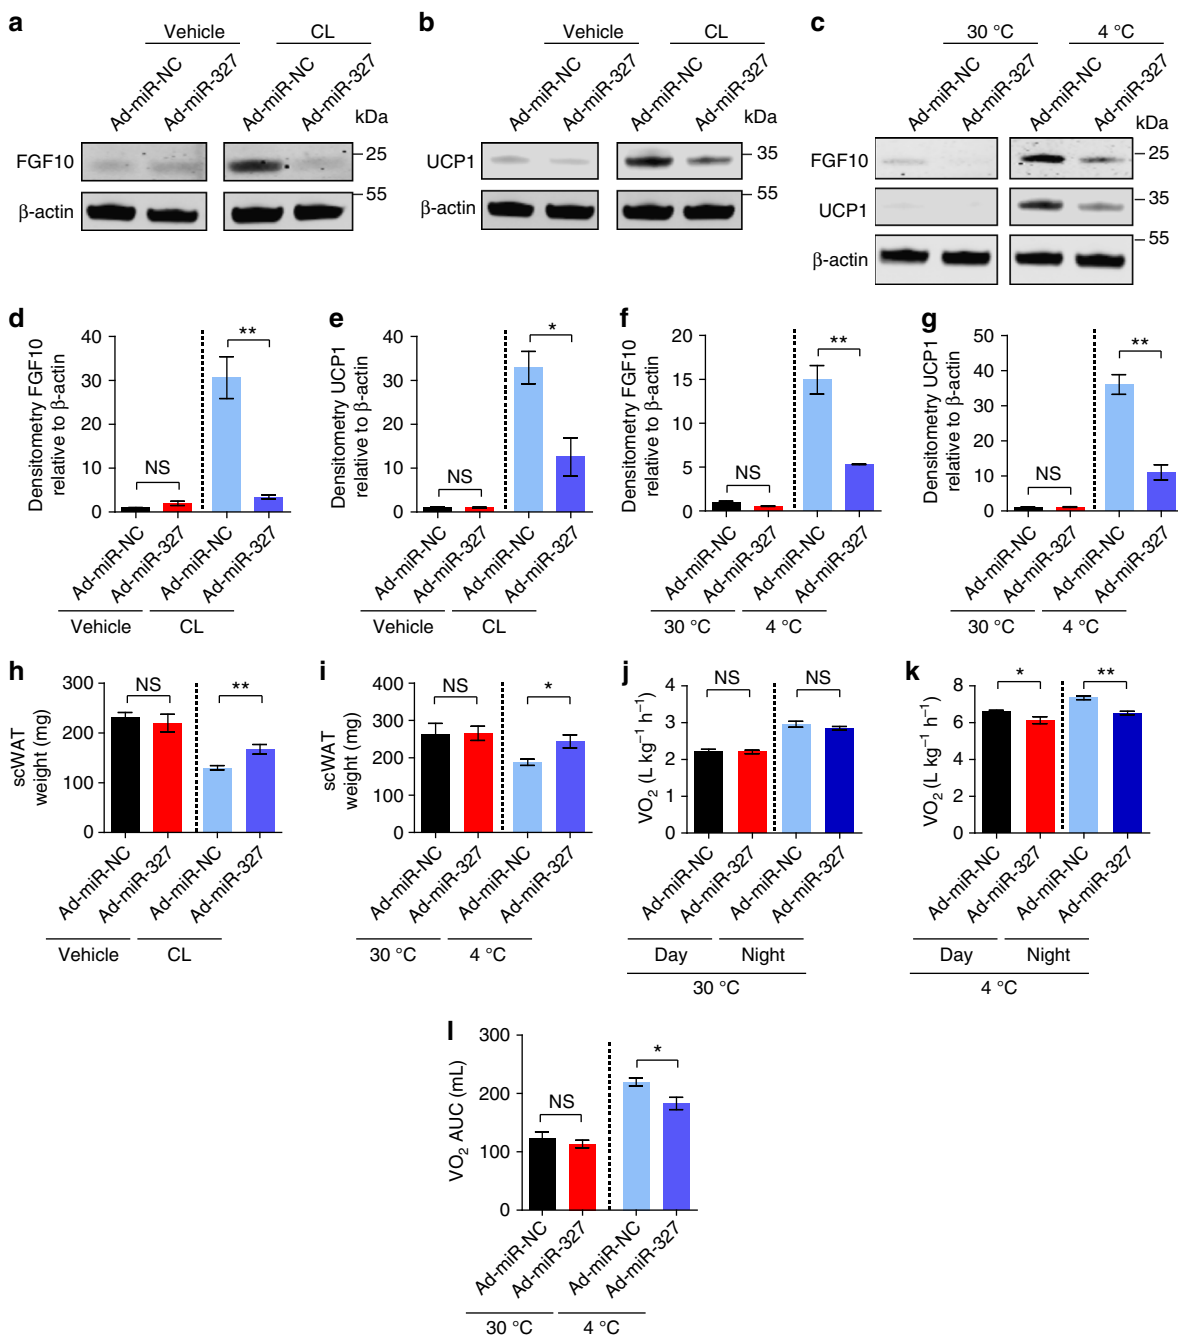 a
Vehicle
CL
Ad-miR-NC
Ad-miR-327
Ad-miR-NC
Ad-miR-327
kDa
FGF10
25
β-actin
55
b
Vehicle
CL
Ad-miR-NC
Ad-miR-327
Ad-miR-NC
Ad-miR-327
kDa
UCP1
35
β-actin
55
c
30 °C
4 °C
Ad-miR-NC
Ad-miR-327
Ad-miR-NC
Ad-miR-327
kDa
FGF10
25
UCP1
35
β-actin
55
d
Densitometry FGF10
relative to β-actin
40
30
20
10
0
NS
**
Ad-miR-NC
Ad-miR-327
Ad-miR-NC
Ad-miR-327
Vehicle
CL
e
Densitometry UCP1
relative to β-actin
40
30
20
10
0
NS
*
Ad-miR-NC
Ad-miR-327
Ad-miR-NC
Ad-miR-327
Vehicle
CL
f
Densitometry FGF10
relative to β-actin
20
15
10
5
0
NS
**
Ad-miR-NC
Ad-miR-327
Ad-miR-NC
Ad-miR-327
30 °C
4 °C
g
Densitometry UCP1
relative to β-actin
50
40
30
20
10
0
NS
**
Ad-miR-NC
Ad-miR-327
Ad-miR-NC
Ad-miR-327
30 °C
4 °C
h
scWAT
weight (mg)
300
200
100
0
NS
**
Ad-miR-NC
Ad-miR-327
Ad-miR-NC
Ad-miR-327
Vehicle
CL
i
scWAT
weight (mg)
400
300
200
100
0
NS
*
Ad-miR-NC
Ad-miR-327
Ad-miR-NC
Ad-miR-327
30 °C
4 °C
j
VO₂ (L kg⁻¹ h⁻¹)
4
3
2
1
0
NS
NS
Ad-miR-NC
Ad-miR-327
Ad-miR-NC
Ad-miR-327
Day
Night
30 °C
k
VO₂ (L kg⁻¹ h⁻¹)
8
6
4
2
0
*
**
Ad-miR-NC
Ad-miR-327
Ad-miR-NC
Ad-miR-327
Day
Night
4 °C
l
VO₂ AUC (mL)
300
200
100
0
NS
*
Ad-miR-NC
Ad-miR-327
Ad-miR-NC
Ad-miR-327
30 °C
4 °C